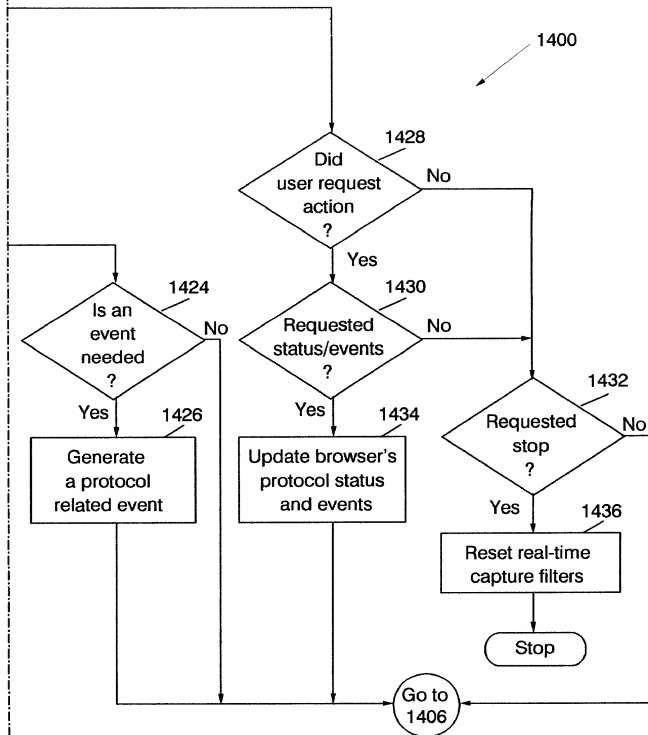 1400
1428
Did
user request
action
?
No
Yes
1424
Is an
event
needed
?
No
Yes
1430
Requested
status/events
?
No
Yes
1432
Requested
stop
?
No
Yes
1426
Generate
a protocol
related event
1434
Update browser's
protocol status
and events
1436
Reset real-time
capture filters
Stop
Go to
1406